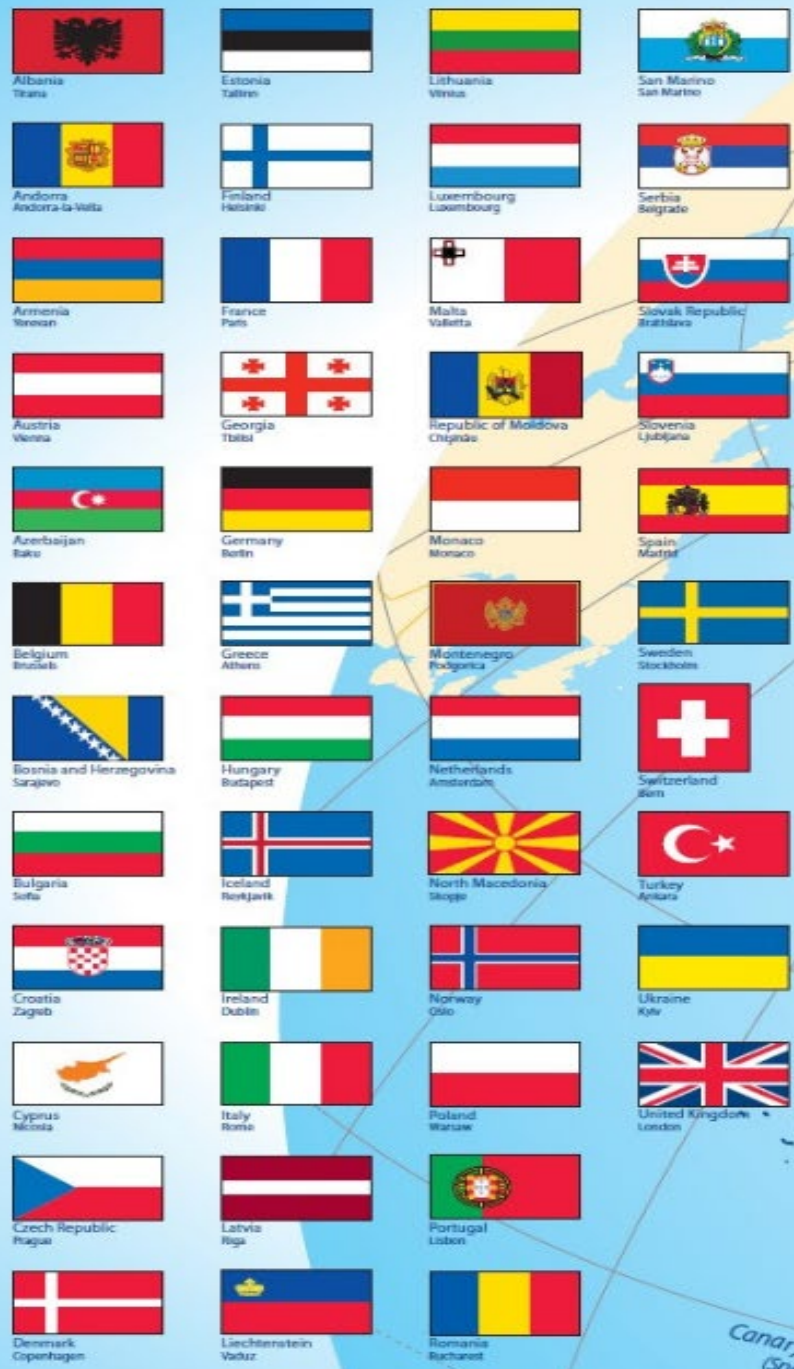 Albania
Tirana
Andorra
Andorra-la-Vella
Armenia
Yerevan
Austria
Vienna
Azerbaijan
Baku
Belgium
Brussels
Bosnia and Herzegovina
Sarajevo
Bulgaria
Sofia
Croatia
Zagreb
Cyprus
Nicosia
Czech Republic
Prague
Denmark
Copenhagen
Estonia
Tallinn
Finland
Helsinki
France
Paris
Georgia
Tbilisi
Germany
Berlin
Greece
Athens
Hungary
Budapest
Iceland
Reykjavik
Ireland
Dublin
Italy
Rome
Latvia
Riga
Liechtenstein
Vaduz
Lithuania
Vilnius
Luxembourg
Luxembourg
Malta
Valletta
Republic of Moldova
Chişinău
Monaco
Monaco
Montenegro
Podgorica
Netherlands
Amsterdam
North Macedonia
Skopje
Norway
Oslo
Poland
Warsaw
Portugal
Lisbon
Romania
Bucharest
San Marino
San Marino
Serbia
Belgrade
Slovak Republic
Bratislava
Slovenia
Ljubljana
Spain
Madrid
Sweden
Stockholm
Switzerland
Bern
Turkey
Ankara
Ukraine
Kyiv
United Kingdom
London
Canar